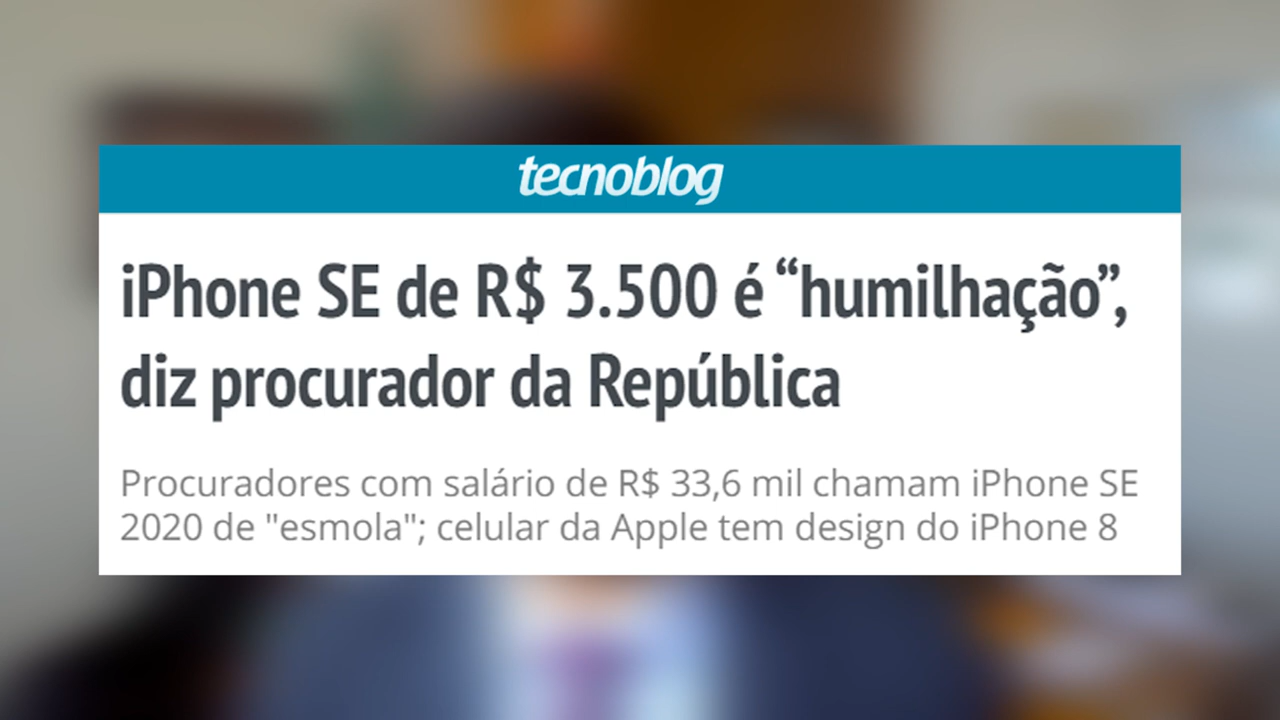 tecnoblog
iPhone SE de R$ 3.500 é “humilhação”,
diz procurador da República
Procuradores com salário de R$ 33,6 mil chamam iPhone SE
2020 de "esmola"; celular da Apple tem design do iPhone 8